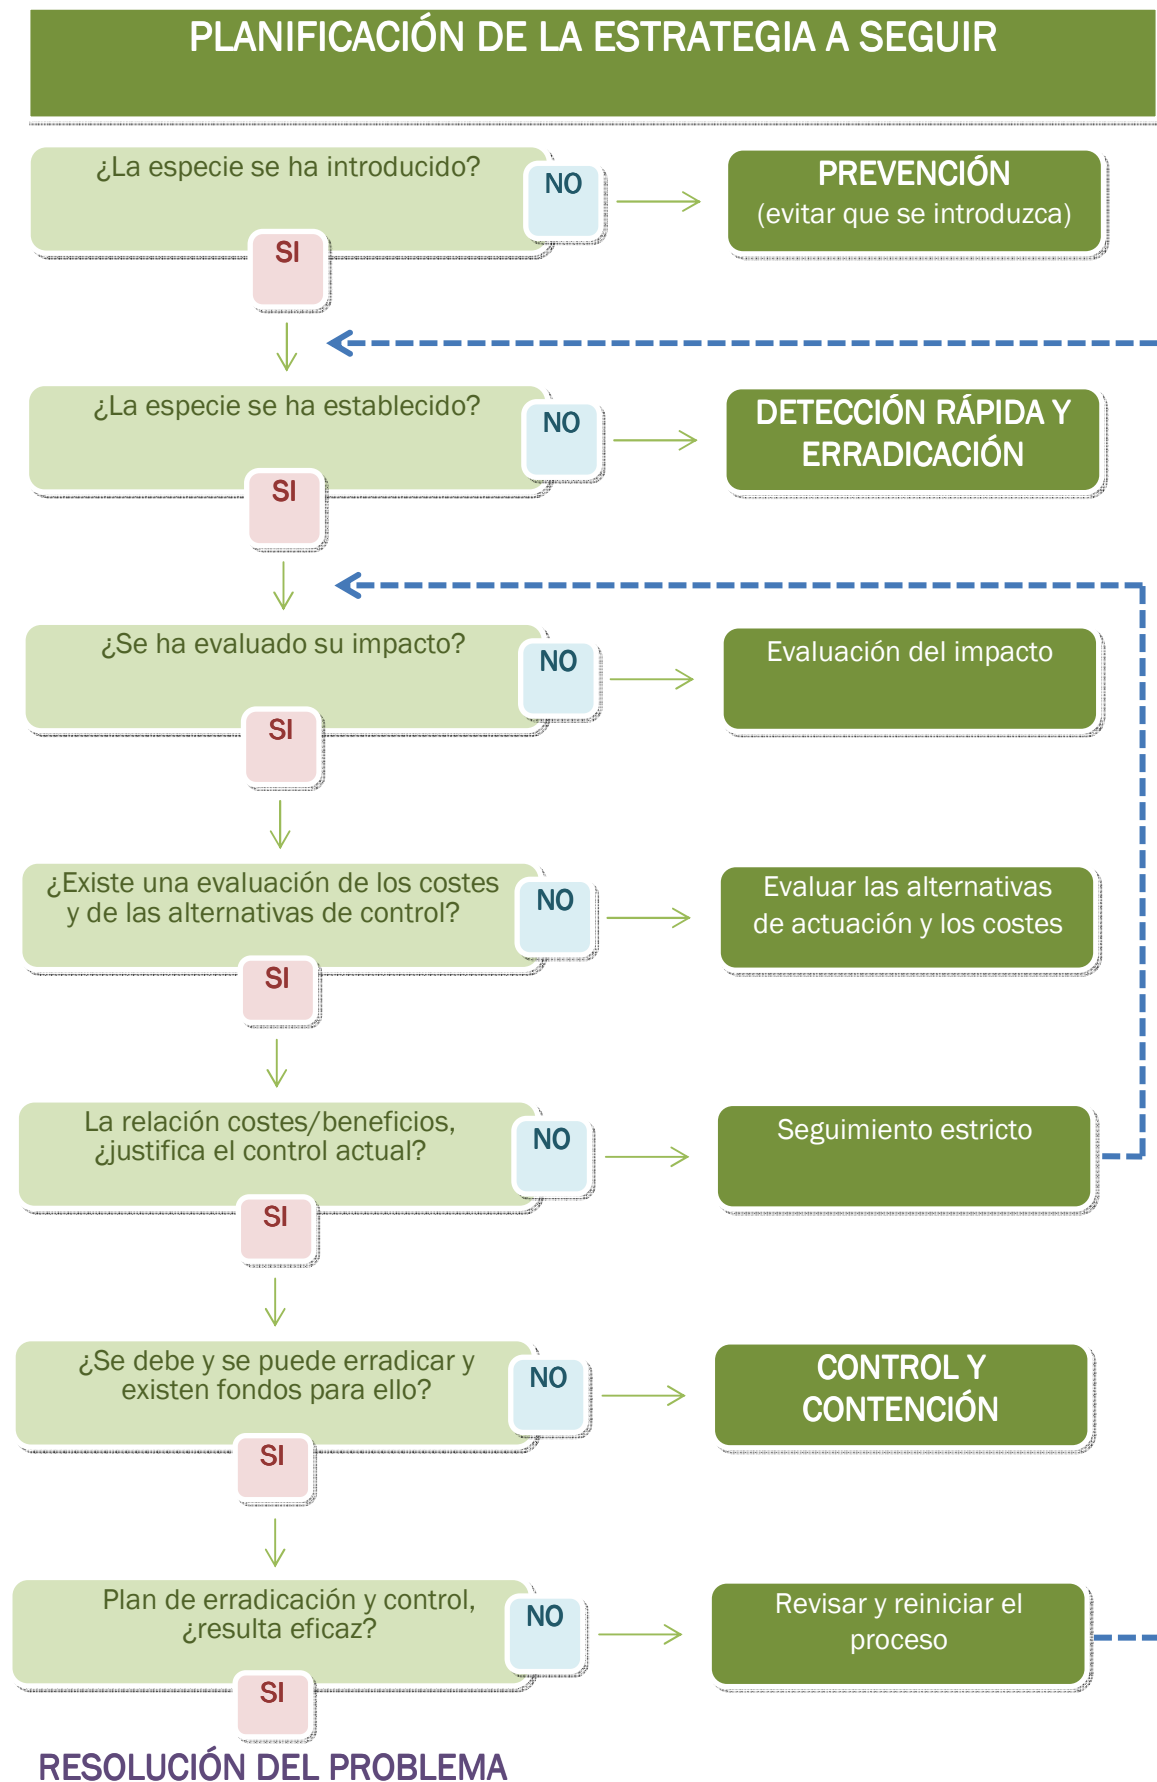 PLANIFICACIÓN DE LA ESTRATEGIA A SEGUIR
¿La especie se ha introducido?
NO
PREVENCIÓN
(evitar que se introduzca)
SI
¿La especie se ha establecido?
NO
DETECCIÓN RÁPIDA Y
ERRADICACIÓN
SI
¿Se ha evaluado su impacto?
NO
Evaluación del impacto
SI
¿Existe una evaluación de los costes
y de las alternativas de control?
NO
Evaluar las alternativas
de actuación y los costes
SI
La relación costes/beneficios,
¿justifica el control actual?
NO
Seguimiento estricto
SI
¿Se debe y se puede erradicar y
existen fondos para ello?
NO
CONTROL Y
CONTENCIÓN
SI
Plan de erradicación y control,
¿resulta eficaz?
NO
Revisar y reiniciar el
proceso
SI
RESOLUCIÓN DEL PROBLEMA